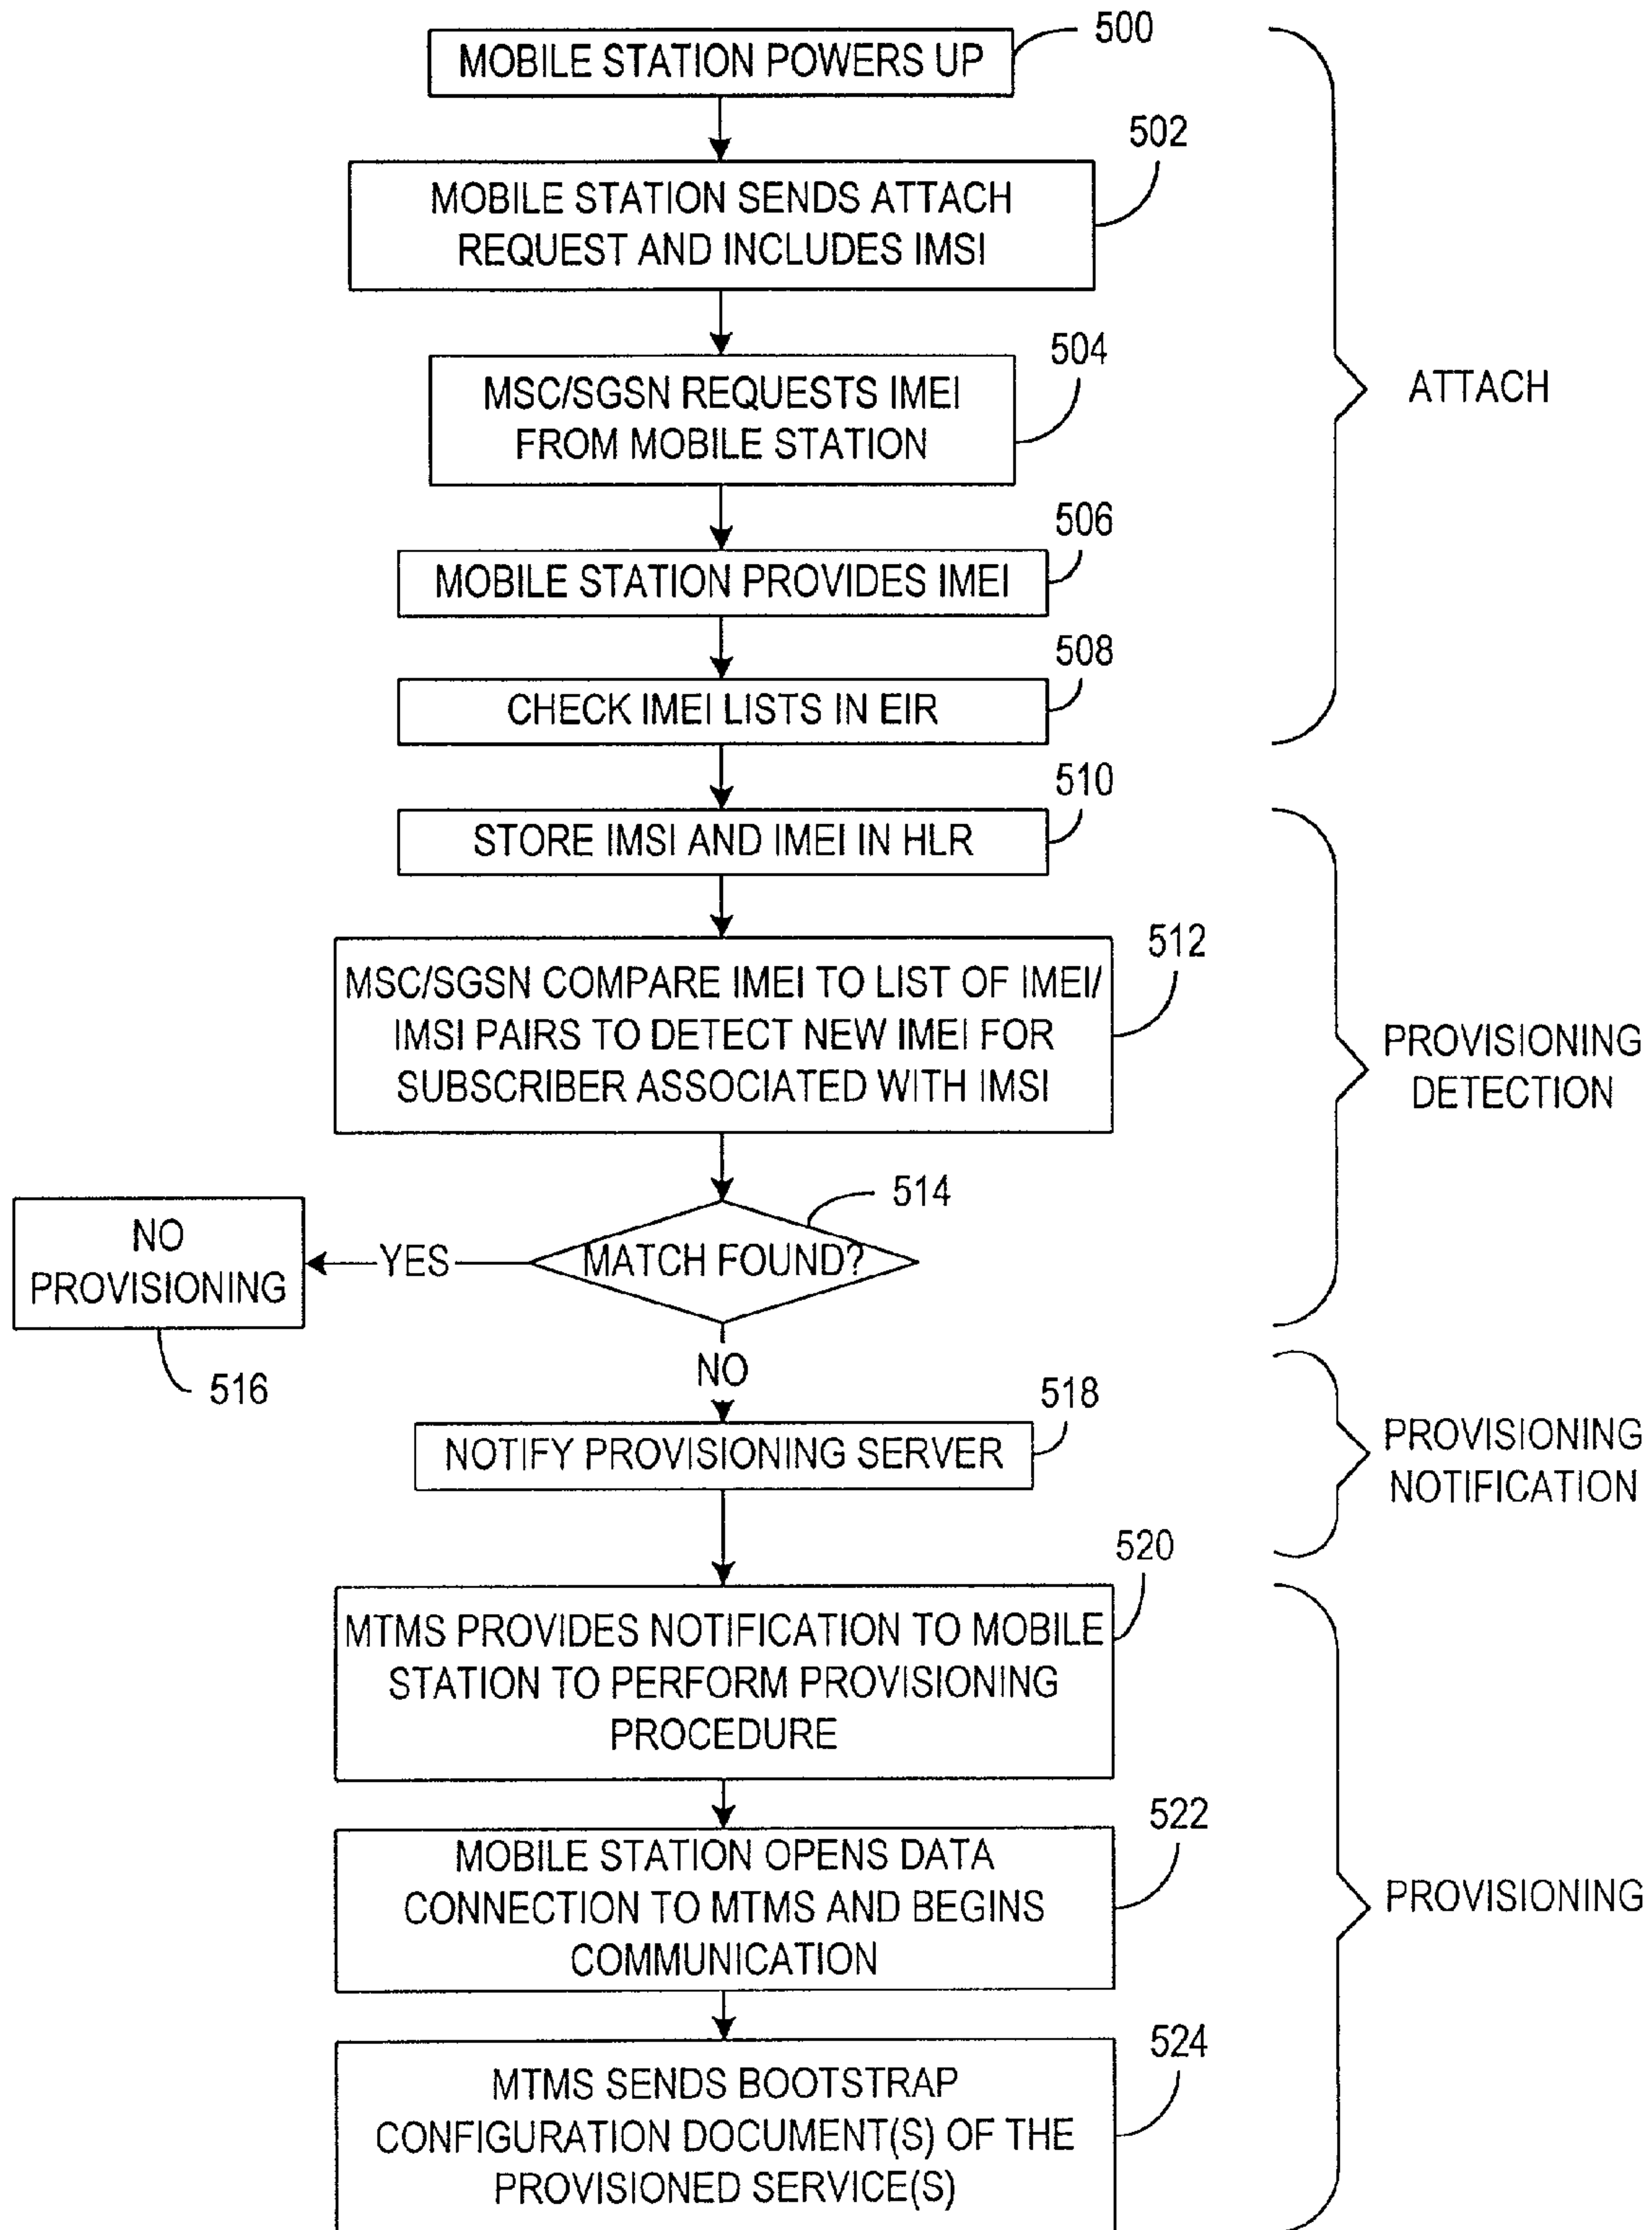 500
MOBILE STATION POWERS UP
502
MOBILE STATION SENDS ATTACH
REQUEST AND INCLUDES IMSI
504
MSC/SGSN REQUESTS IMEI
FROM MOBILE STATION
ATTACH
506
MOBILE STATION PROVIDES IMEI
508
CHECK IMEI LISTS IN EIR
510
STORE IMSI AND IMEI IN HLR
512
MSC/SGSN COMPARE IMEI TO LIST OF IMEI/
IMSI PAIRS TO DETECT NEW IMEI FOR
SUBSCRIBER ASSOCIATED WITH IMSI
PROVISIONING
DETECTION
514
MATCH FOUND?
YES
NO
PROVISIONING
516
NO
518
NOTIFY PROVISIONING SERVER
PROVISIONING
NOTIFICATION
520
MTMS PROVIDES NOTIFICATION TO MOBILE
STATION TO PERFORM PROVISIONING
PROCEDURE
522
MOBILE STATION OPENS DATA
CONNECTION TO MTMS AND BEGINS
COMMUNICATION
PROVISIONING
524
MTMS SENDS BOOTSTRAP
CONFIGURATION DOCUMENT(S) OF THE
PROVISIONED SERVICE(S)